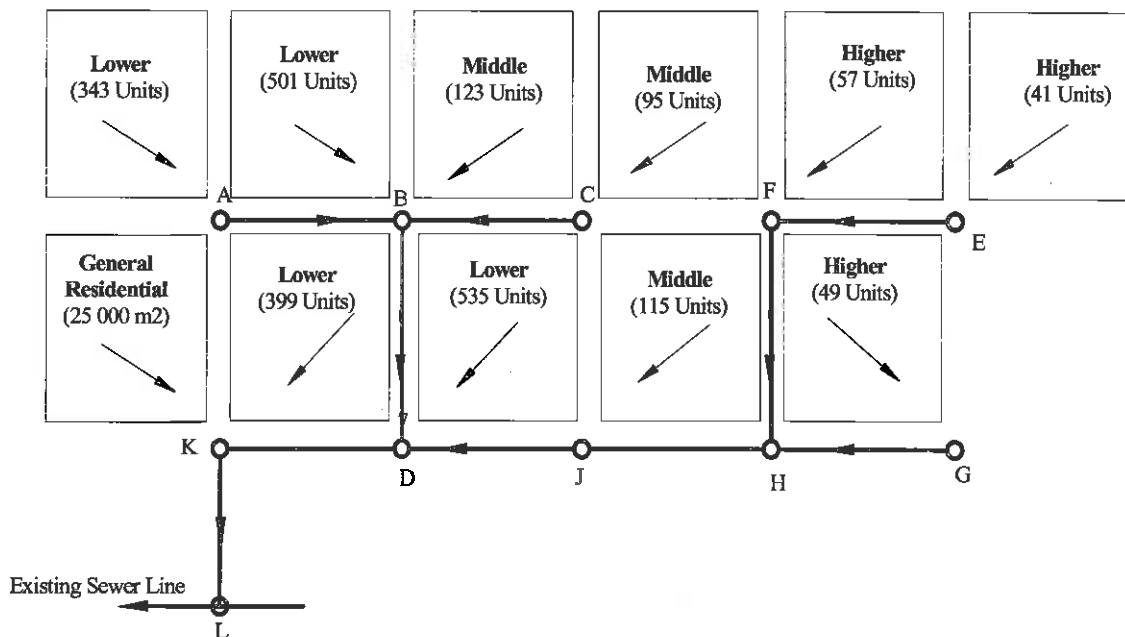 Lower
(343 Units)
Lower
(501 Units)
Middle
(123 Units)
Middle
(95 Units)
Higher
(57 Units)
Higher
(41 Units)
A
B
C
F
E
General
Residential
(25 000 m2)
Lower
(399 Units)
Lower
(535 Units)
Middle
(115 Units)
Higher
(49 Units)
K
D
J
H
G
Existing Sewer Line
L